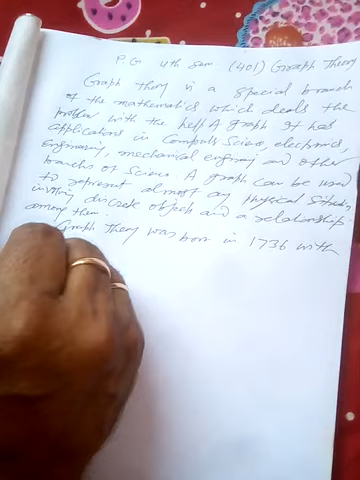 P.G 4th Sem (401) Graph Theory
Graph theory is a special branch
of the mathematics which deals the
problem with the help A graph It has
applications in Computer Science, electronics,
engineering, mechanical engineering and other
branches of Science. A graph can be used
to represent almost any physical situation
involving discrete objects and a relationship
among them.
Graph Theory was born in 1736 with